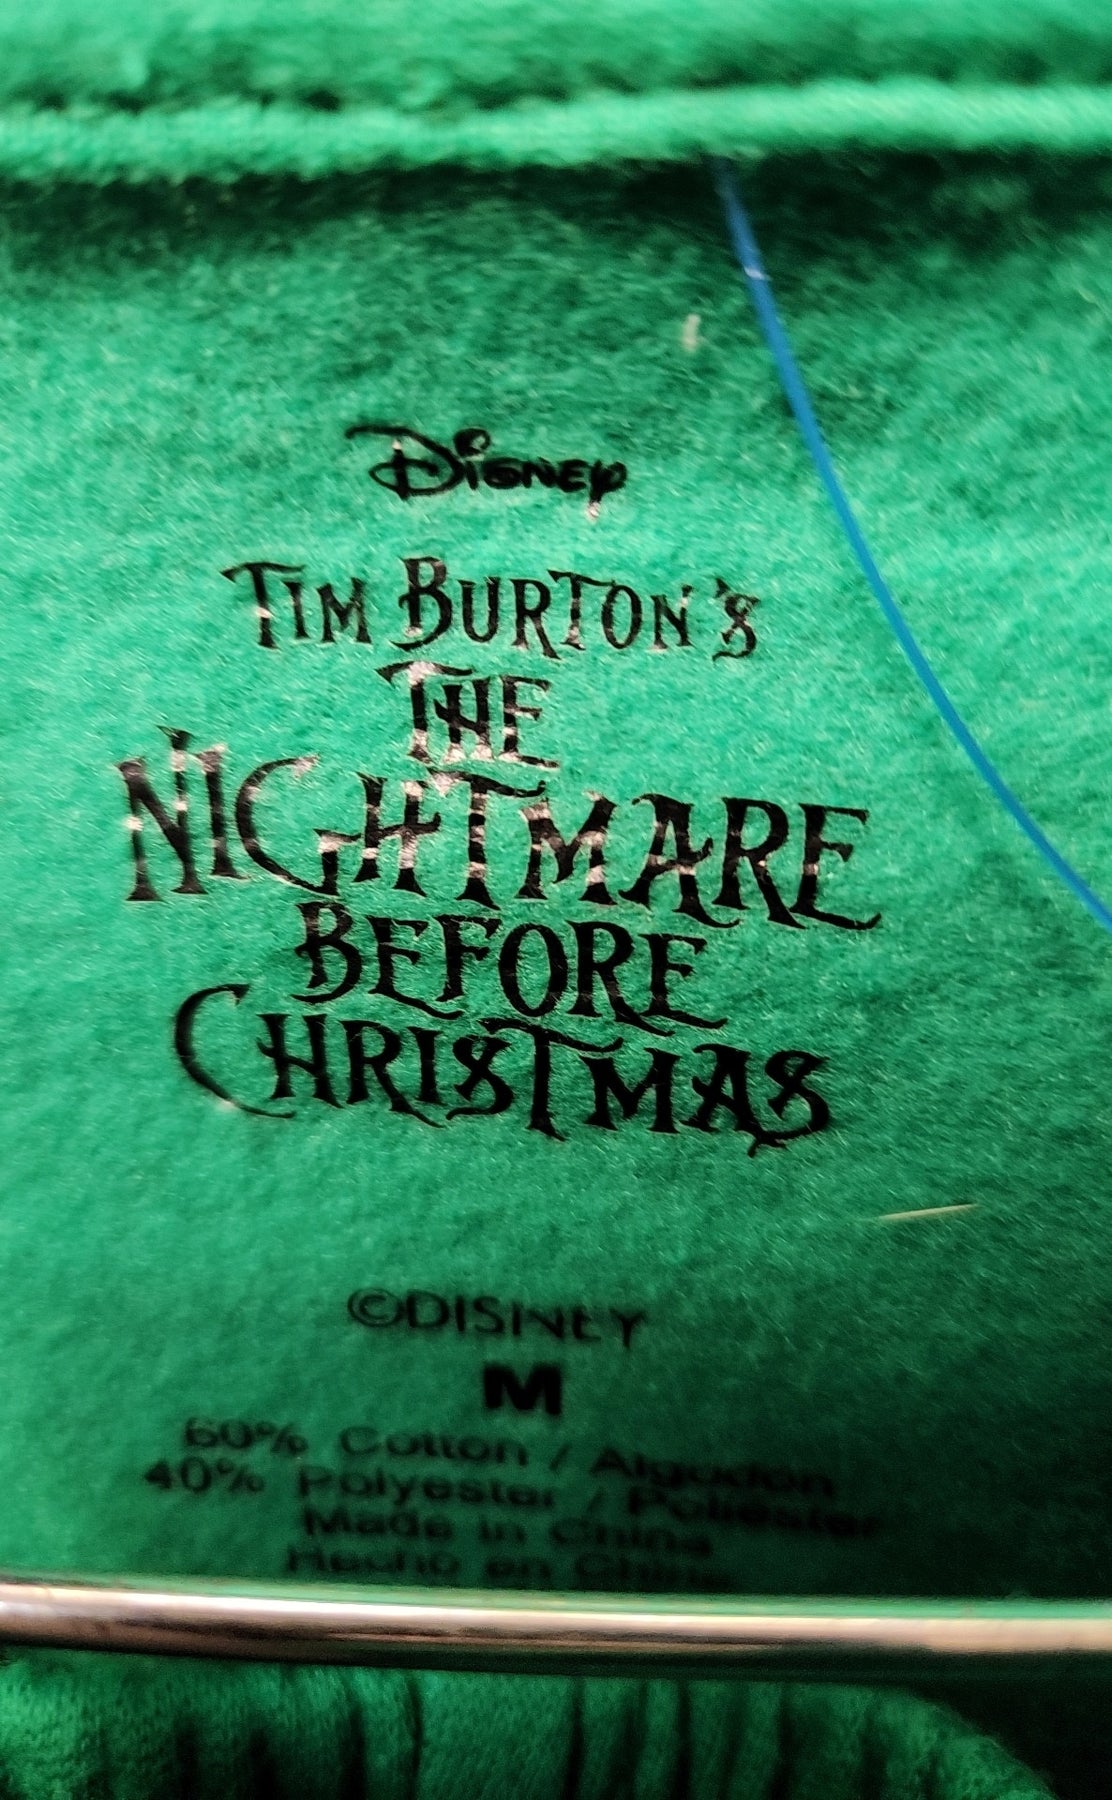 Disney
TIM BURTON'S
THE
NIGHTMARE
BEFORE
CHRISTMAS
©DISNEY
M
60% Cotton / Algodón
40% Polyester / Poliester
Made in China
Hecho en China